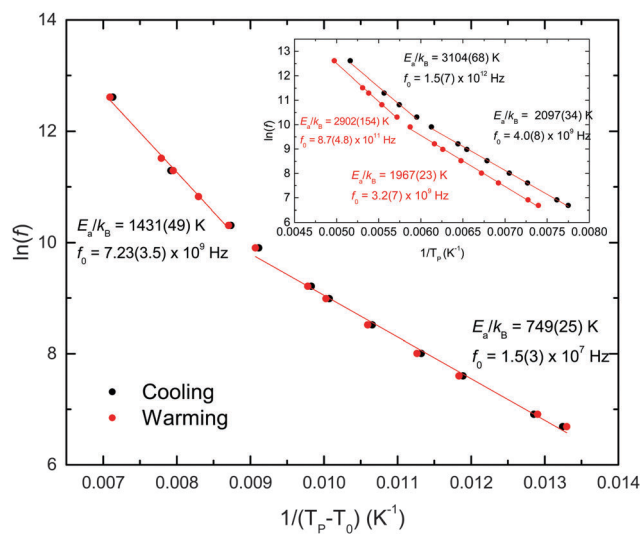 14
12
10
8
6
ln(f)
0.007 0.008 0.009 0.010 0.011 0.012 0.013 0.014
1/(T_P-T_0) (K^-1)
E_a/k_B = 1431(49) K
f_0 = 7.23(3.5) x 10^9 Hz
E_a/k_B = 749(25) K
f_0 = 1.5(3) x 10^7 Hz
Cooling
Warming
13
12
11
10
9
8
7
6
ln(f)
0.0045 0.0050 0.0055 0.0060 0.0065 0.0070 0.0075 0.0080
1/T_P (K^-1)
E_a/k_B = 3104(68) K
f_0 = 1.5(7) x 10^12 Hz
E_a/k_B = 2902(154) K
f_0 = 8.7(4.8) x 10^11 Hz
E_a/k_B = 2097(34) K
f_0 = 4.0(8) x 10^9 Hz
E_a/k_B = 1967(23) K
f_0 = 3.2(7) x 10^9 Hz